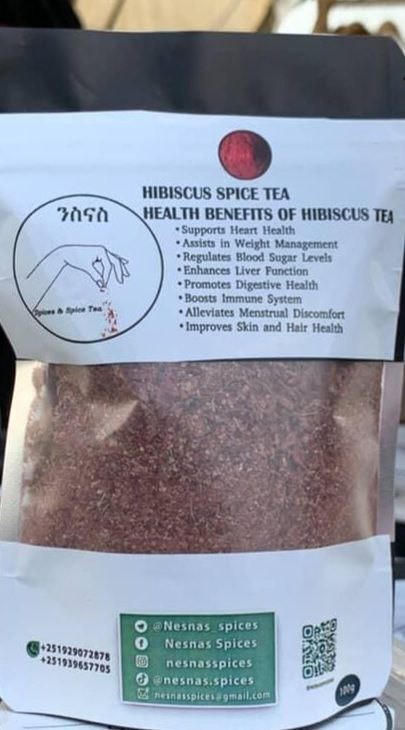 HIBISCUS SPICE TEA
HEALTH BENEFITS OF HIBISCUS TEA
• Supports Heart Health
• Assists in Weight Management
• Regulates Blood Sugar Levels
• Enhances Liver Function
• Promotes Digestive Health
• Boosts Immune System
• Alleviates Menstrual Discomfort
• Improves Skin and Hair Health
ንስናስ
Spices & Spice Tea
+251929072878
+251939657705
@Nesnas_spices
Nesnas Spices
nesnasspices
@nesnas.spices
nesnasspices@gmail.com
100g